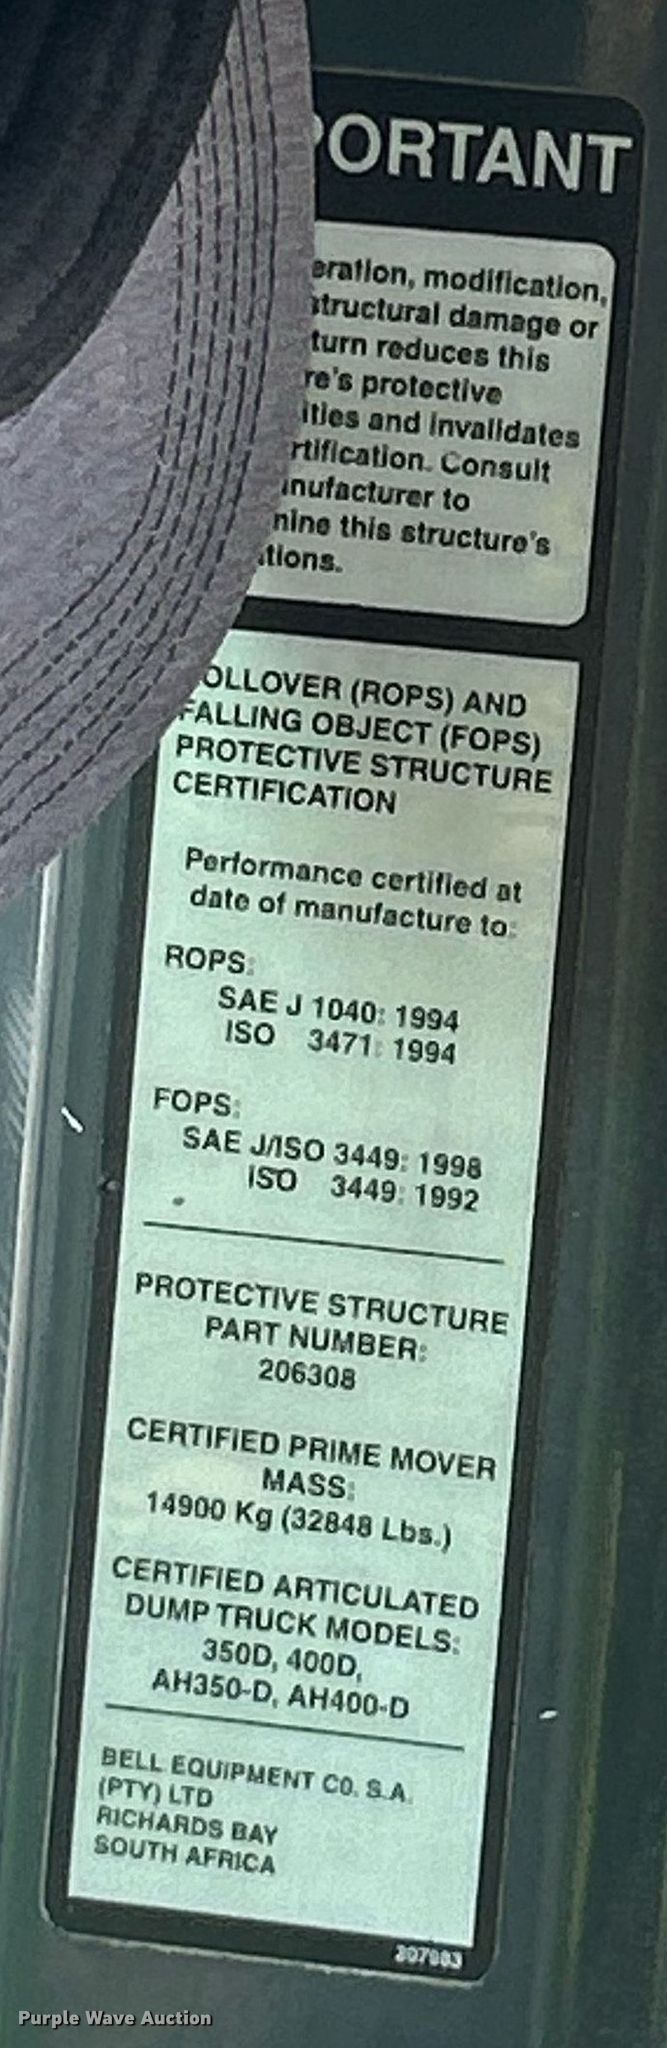 PORTANT
eration, modification,
structural damage or
turn reduces this
re's protective
ities and invalidates
rtification. Consult
nufacturer to
nine this structure's
tions.
OLLOVER (ROPS) AND
FALLING OBJECT (FOPS)
PROTECTIVE STRUCTURE
CERTIFICATION
Performance certified at
date of manufacture to:
ROPS:
SAE J 1040: 1994
ISO 3471: 1994
FOPS:
SAE J/ISO 3449: 1998
ISO 3449: 1992
PROTECTIVE STRUCTURE
PART NUMBER:
206308
CERTIFIED PRIME MOVER
MASS:
14900 Kg (32848 Lbs.)
CERTIFIED ARTICULATED
DUMP TRUCK MODELS:
350D, 400D,
AH350-D, AH400-D
BELL EQUIPMENT CO. S.A.
(PTY) LTD
RICHARDS BAY
SOUTH AFRICA
207983
Purple Wave Auction